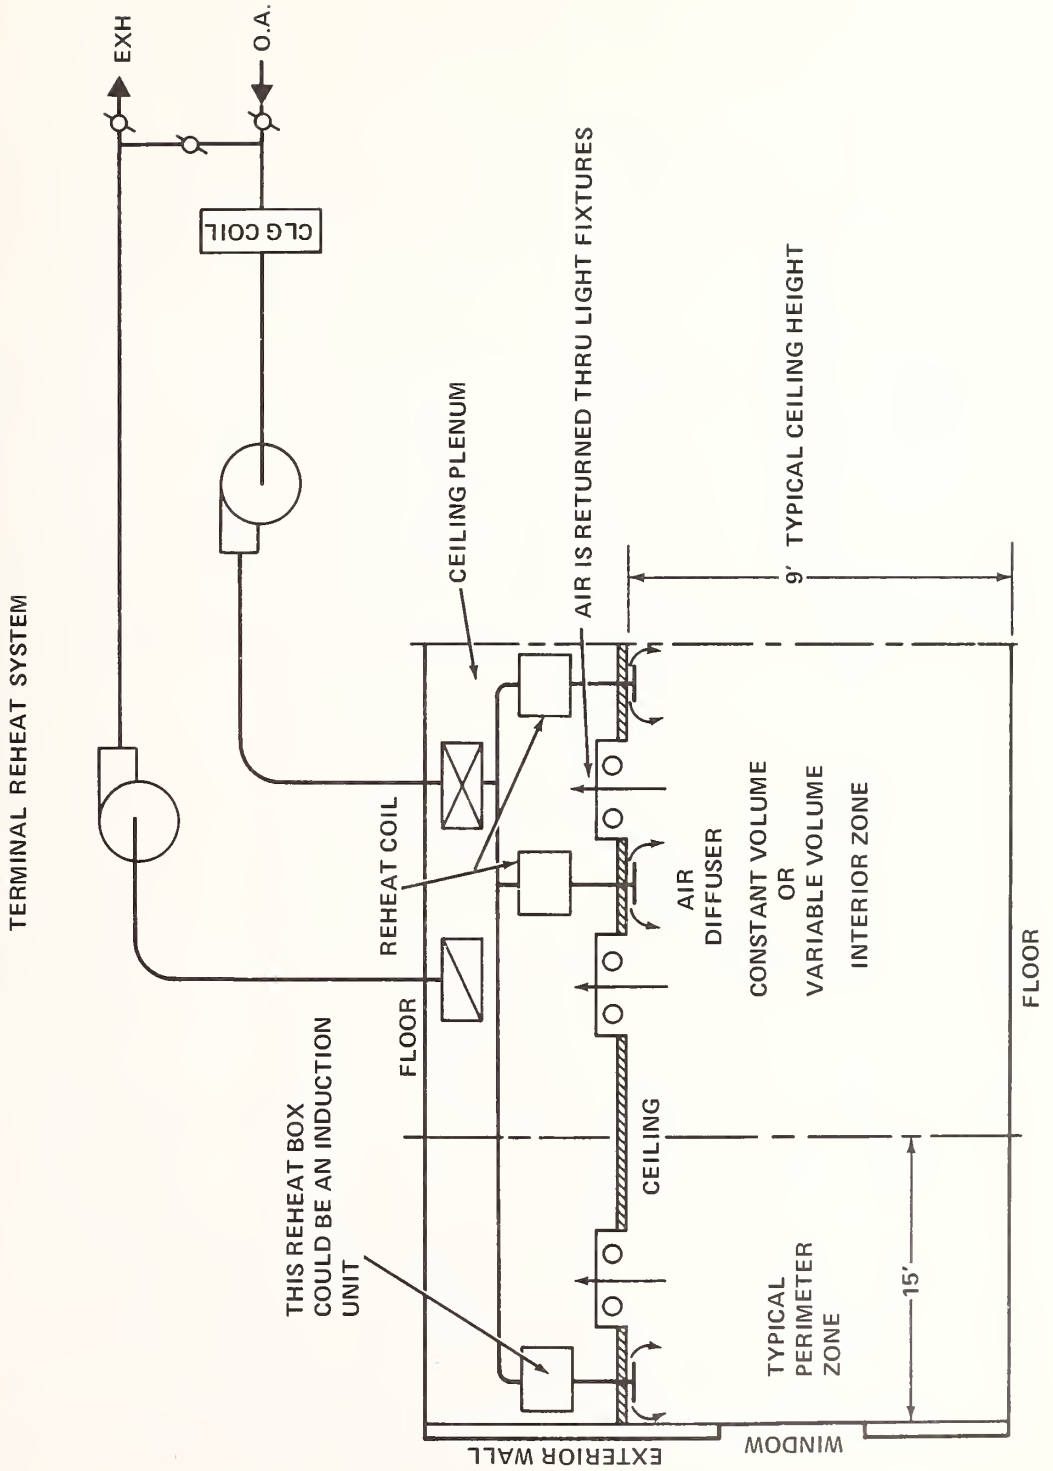 TERMINAL REHEAT SYSTEM
EXH
O.A.
CLG COIL
CEILING PLENUM
AIR IS RETURNED THRU LIGHT FIXTURES
9' TYPICAL CEILING HEIGHT
REHEAT COIL
FLOOR
THIS REHEAT BOX
COULD BE AN INDUCTION
UNIT
AIR
DIFFUSER
CONSTANT VOLUME
OR
VARIABLE VOLUME
INTERIOR ZONE
CEILING
FLOOR
TYPICAL
PERIMETER
ZONE
15'
EXTERIOR WALL
WINDOW